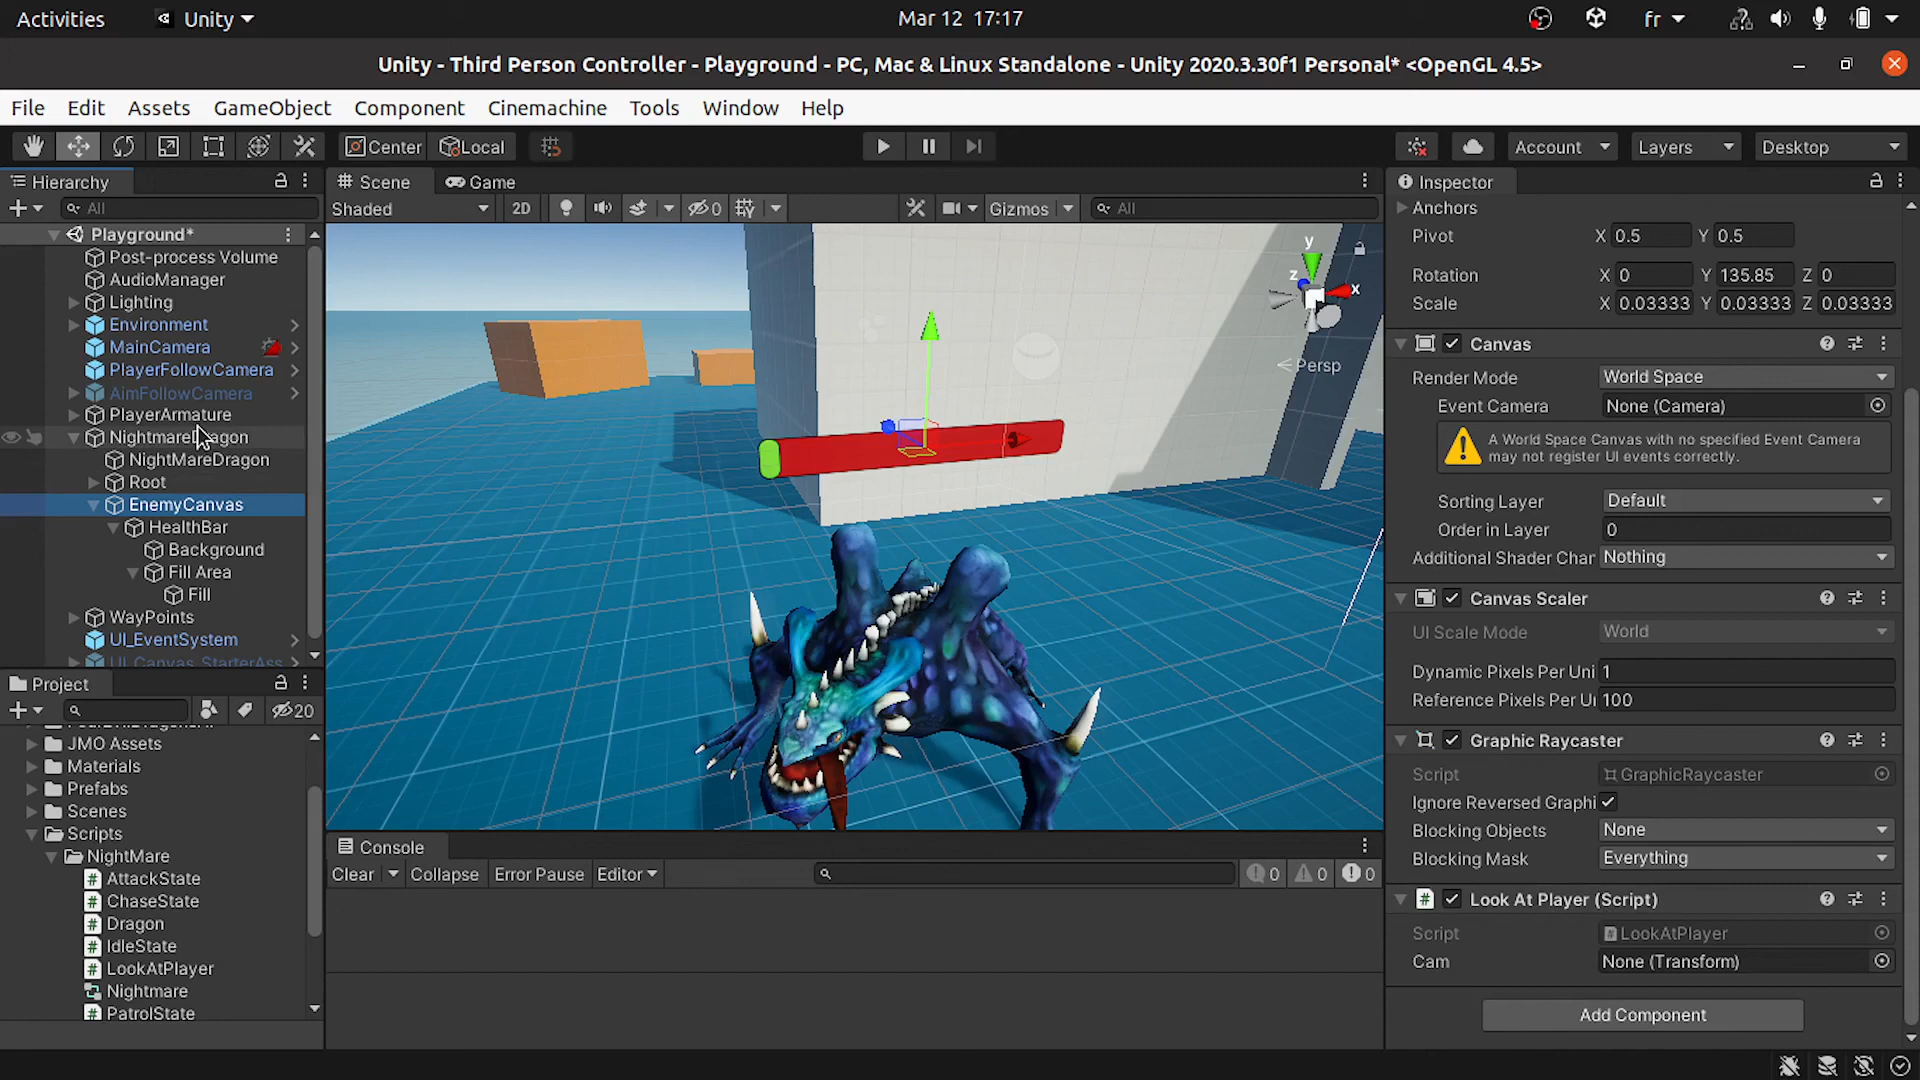 Activities
Unity
Mar 12 17:17
fr
Unity - Third Person Controller - Playground - PC, Mac & Linux Standalone - Unity 2020.3.30f1 Personal* <OpenGL 4.5>
File Edit Assets GameObject Component Cinemachine Tools Window Help
Center Local
Account Layers Desktop
Hierarchy
All
Playground*
Post-process Volume
AudioManager
Lighting
Environment
MainCamera
PlayerFollowCamera
AimFollowCamera
PlayerArmature
NightmareDragon
NightMareDragon
Root
EnemyCanvas
HealthBar
Background
Fill Area
Fill
WayPoints
UI_EventSystem
UI_Canvas_StarterAss
Project
20
JMO Assets
Materials
Prefabs
Scenes
Scripts
NightMare
AttackState
ChaseState
Dragon
IdleState
LookAtPlayer
Nightmare
PatrolState
Scene Game
Shaded 2D 0 Gizmos All
y
z
x
Persp
Console
Clear Collapse Error Pause Editor 0 0 0
Inspector
Anchors
Pivot X 0.5 Y 0.5
Rotation X 0 Y 135.85 Z 0
Scale X 0.03333 Y 0.03333 Z 0.03333
Canvas
Render Mode World Space
Event Camera None (Camera)
A World Space Canvas with no specified Event Camera
may not register UI events correctly.
Sorting Layer Default
Order in Layer 0
Additional Shader Char Nothing
Canvas Scaler
UI Scale Mode World
Dynamic Pixels Per Uni 1
Reference Pixels Per Ui 100
Graphic Raycaster
Script GraphicRaycaster
Ignore Reversed Graphi
Blocking Objects None
Blocking Mask Everything
Look At Player (Script)
Script LookAtPlayer
Cam None (Transform)
Add Component